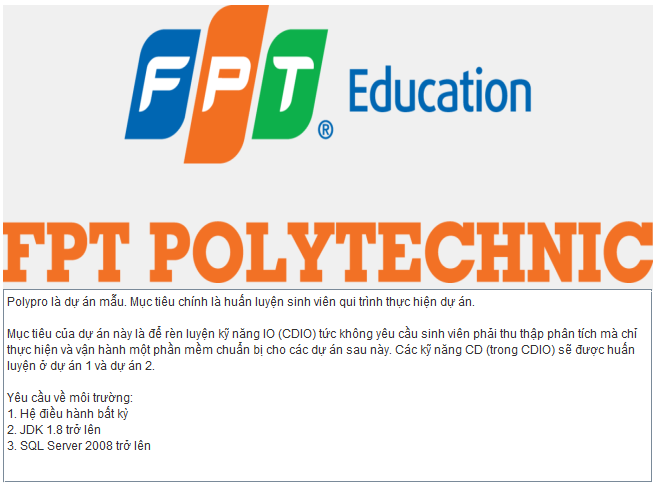 FPT Education
®
FPT POLYTECHNIC
Polypro là dự án mẫu. Mục tiêu chính là huấn luyện sinh viên qui trình thực hiện dự án.
Mục tiêu của dự án này là để rèn luyện kỹ năng IO (CDIO) tức không yêu cầu sinh viên phải thu thập phân tích mà chỉ
thực hiện và vận hành một phần mềm chuẩn bị cho các dự án sau này. Các kỹ năng CD (trong CDIO) sẽ được huấn
luyện ở dự án 1 và dự án 2.
Yêu cầu về môi trường:
1. Hệ điều hành bất kỳ
2. JDK 1.8 trở lên
3. SQL Server 2008 trở lên